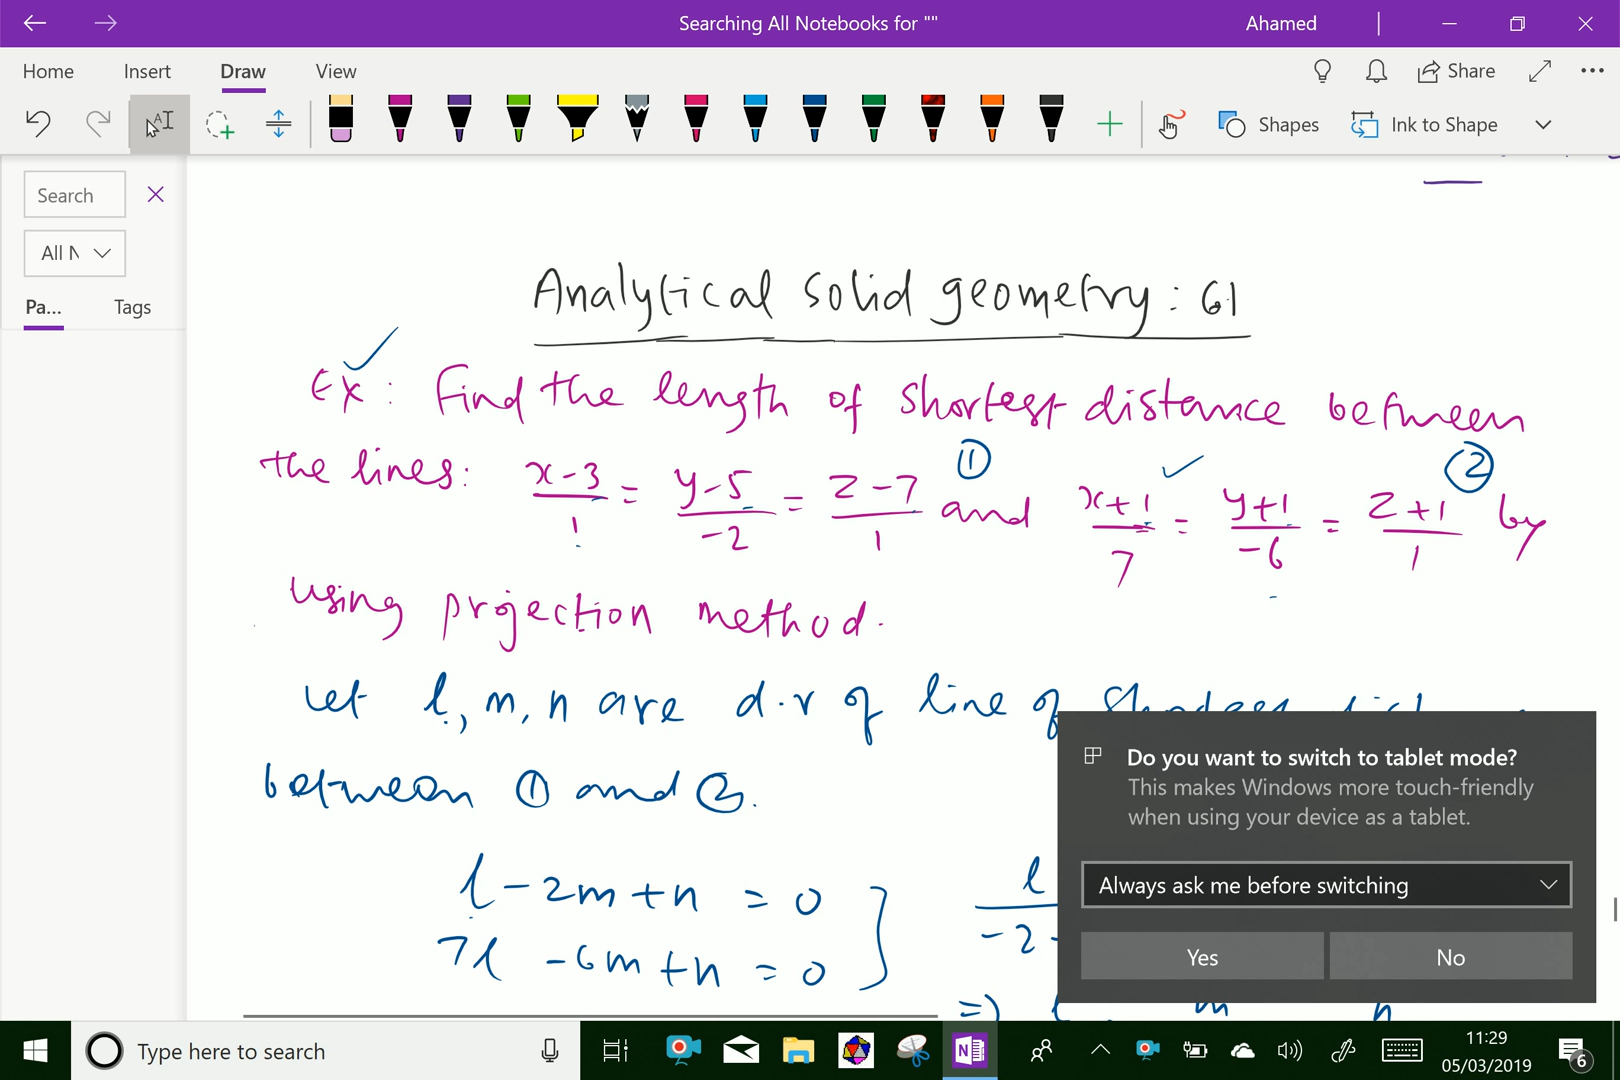 Searching All Notebooks for ""
Ahamed
Home Insert Draw View
Share
Shapes Ink to Shape
Search
All N
Pa... Tags
Analytical solid geometry: 61
Ex: Find the length of shortest distance between
the lines: x-3/1 = y-5/-2 = z-7/1 ① and x+1/7 = y+1/-6 = z+1/1 ② by
using projection method.
Let l, m, n are d.r of line of
between ① and ②.
l - 2m + n = 0
7l - 6m + n = 0
l
-2 -
=> l m n
Do you want to switch to tablet mode?
This makes Windows more touch-friendly
when using your device as a tablet.
Always ask me before switching
Yes No
Type here to search
11:29
05/03/2019
6